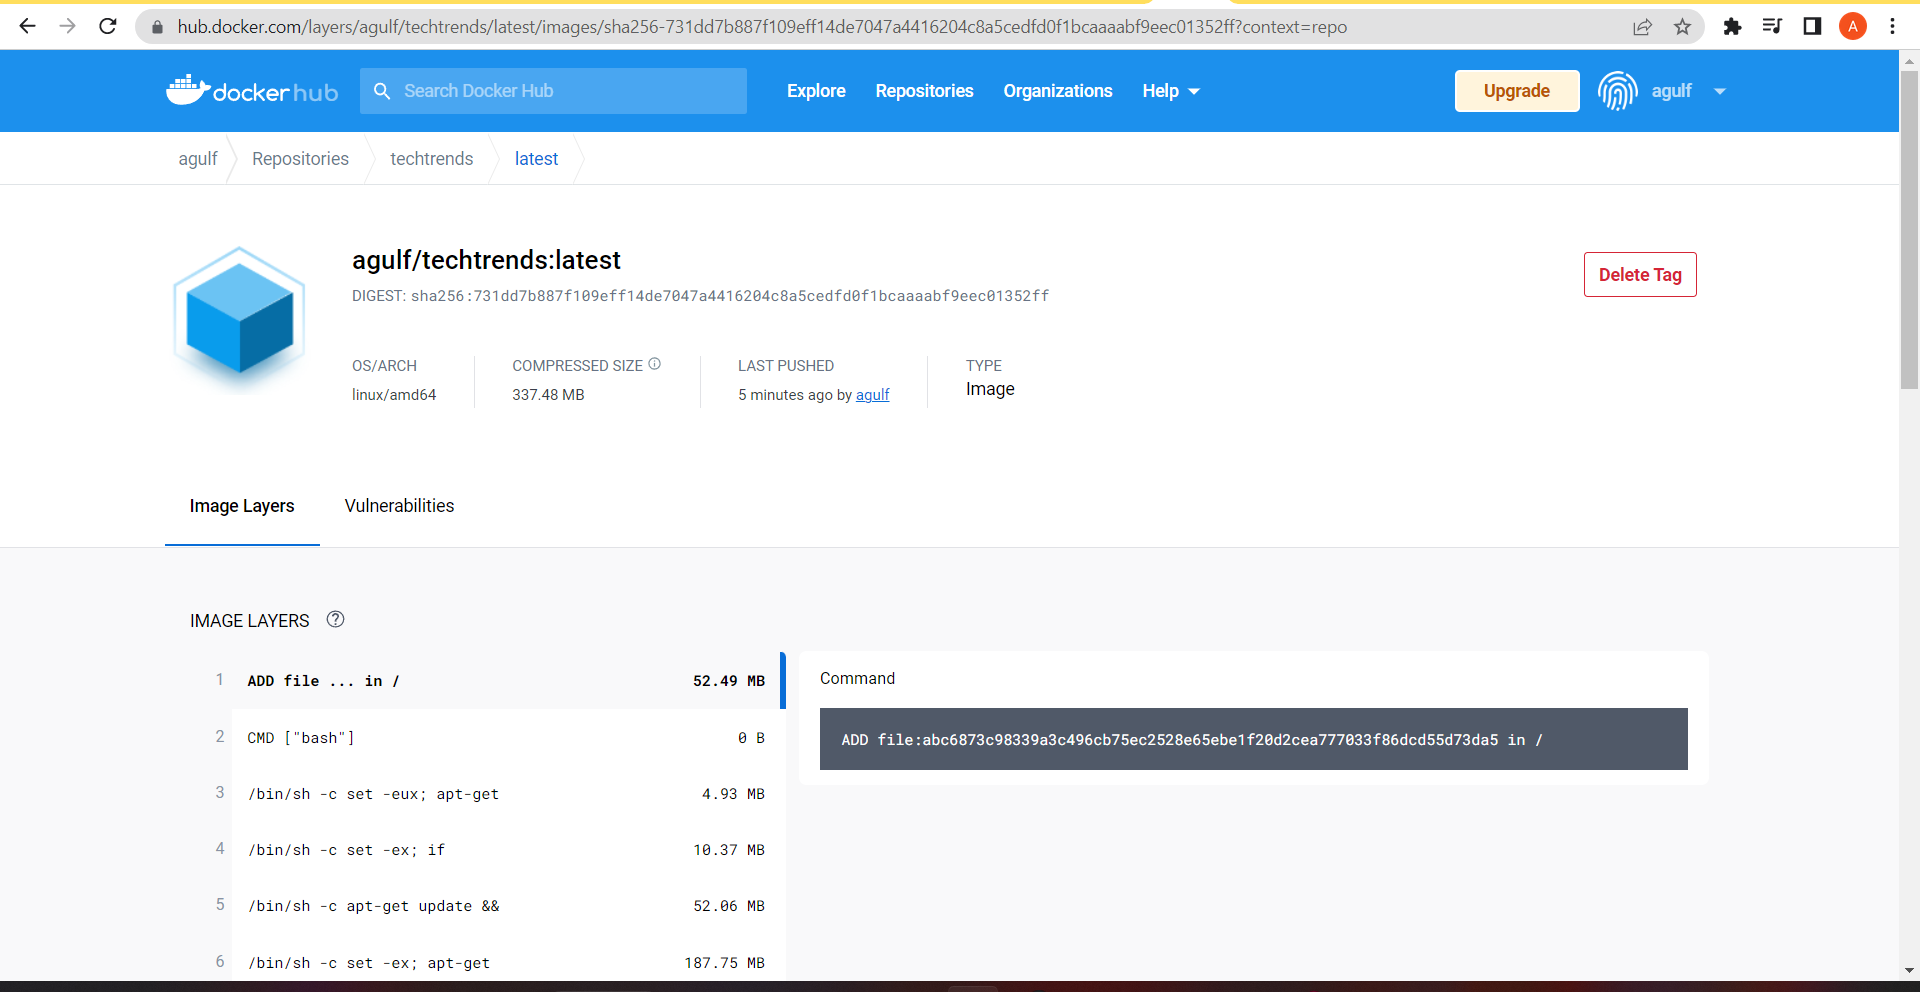 hub.docker.com/layers/agulf/techtrends/latest/images/sha256-731dd7b887f109eff14de7047a4416204c8a5cedfd0f1bcaaaabf9eec01352ff?context=repo
A
docker hub
Search Docker Hub
Explore
Repositories
Organizations
Help
Upgrade
agulf
agulf
Repositories
techtrends
latest
agulf/techtrends:latest
Delete Tag
DIGEST: sha256:731dd7b887f109eff14de7047a4416204c8a5cedfd0f1bcaaaabf9eec01352ff
OS/ARCH
linux/amd64
COMPRESSED SIZE
337.48 MB
LAST PUSHED
5 minutes ago by agulf
TYPE
Image
Image Layers
Vulnerabilities
IMAGE LAYERS
1 ADD file ... in / 52.49 MB
2 CMD ["bash"] 0 B
3 /bin/sh -c set -eux; apt-get 4.93 MB
4 /bin/sh -c set -ex; if 10.37 MB
5 /bin/sh -c apt-get update && 52.06 MB
6 /bin/sh -c set -ex; apt-get 187.75 MB
Command
ADD file:abc6873c98339a3c496cb75ec2528e65ebe1f20d2cea777033f86dcd55d73da5 in /